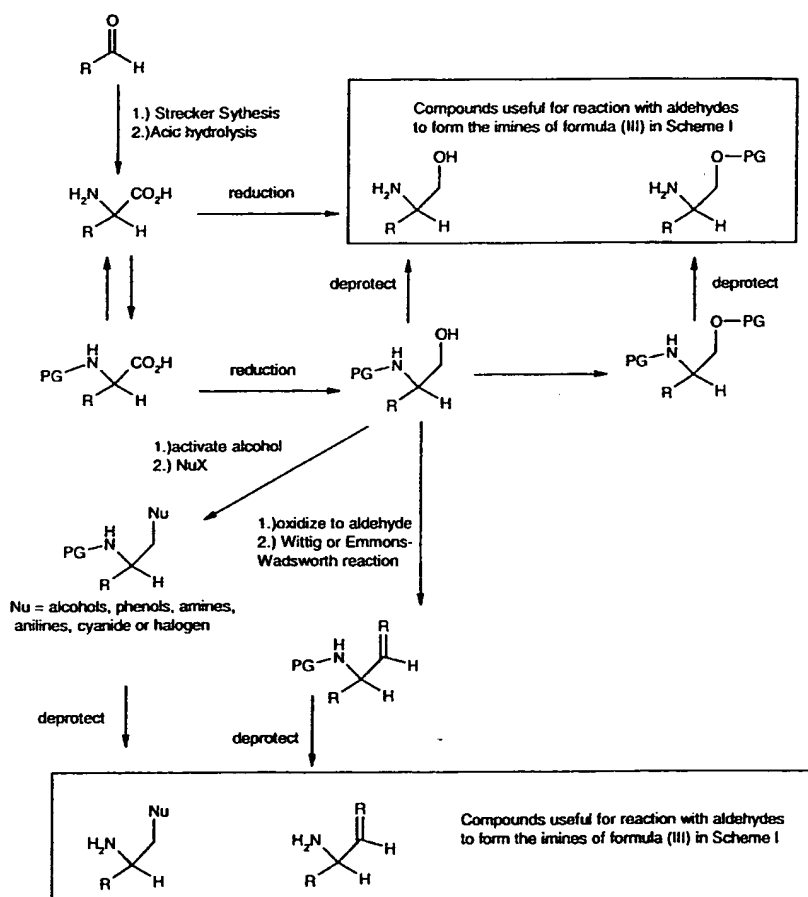 O
R H
1.) Strecker Sythesis
2.)Acic hydrolysis
Compounds useful for reaction with aldehydes
to form the imines of formula (III) in Scheme I
OH
H₂N
R H
O—PG
H₂N
R H
H₂N CO₂H
R H
reduction
deprotect
deprotect
H
PG N CO₂H
R H
reduction
OH
H
PG N
R H
O—PG
H
PG N
R H
1.)activate alcohol
2.) NuX
1.)oxidize to aldehyde
2.) Wittig or Emmons-
Wadsworth reaction
Nu
H
PG N
R H
Nu = alcohols, phenols, amines,
anilines, cyanide or halogen
R
H
PG N H
R H
deprotect
deprotect
Nu
H₂N
R H
R
H₂N H
R H
Compounds useful for reaction with aldehydes
to form the imines of formula (III) in Scheme I